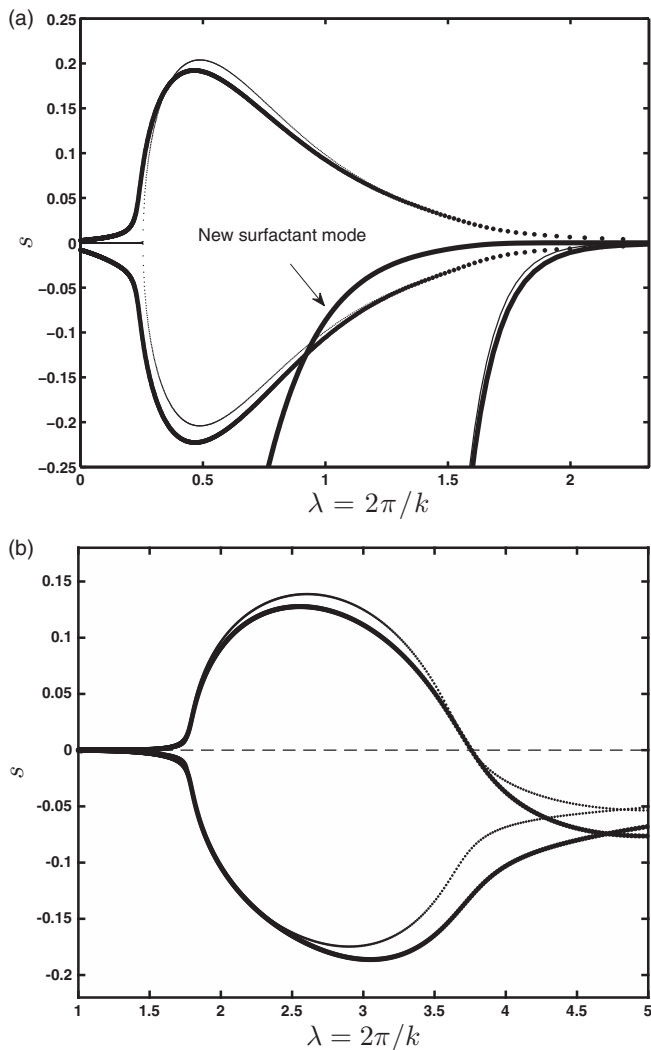 (a)
0.25
0.2
0.15
0.1
0.05
0
−0.05
−0.1
−0.15
−0.2
−0.25
s
New surfactant mode
0 0.5 1 1.5 2
λ = 2π/k
(b)
0.15
0.1
0.05
0
-0.05
-0.1
-0.15
-0.2
s
1 1.5 2 2.5 3 3.5 4 4.5 5
λ = 2π/k